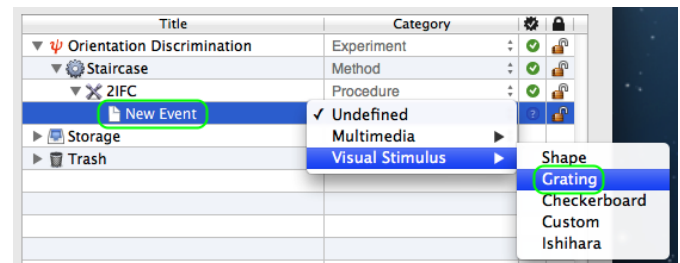 Title Category
ψ Orientation Discrimination Experiment
Staircase Method
2IFC Procedure
New Event ✓ Undefined
Storage Multimedia
Trash Visual Stimulus Shape
Grating
Checkerboard
Custom
Ishihara